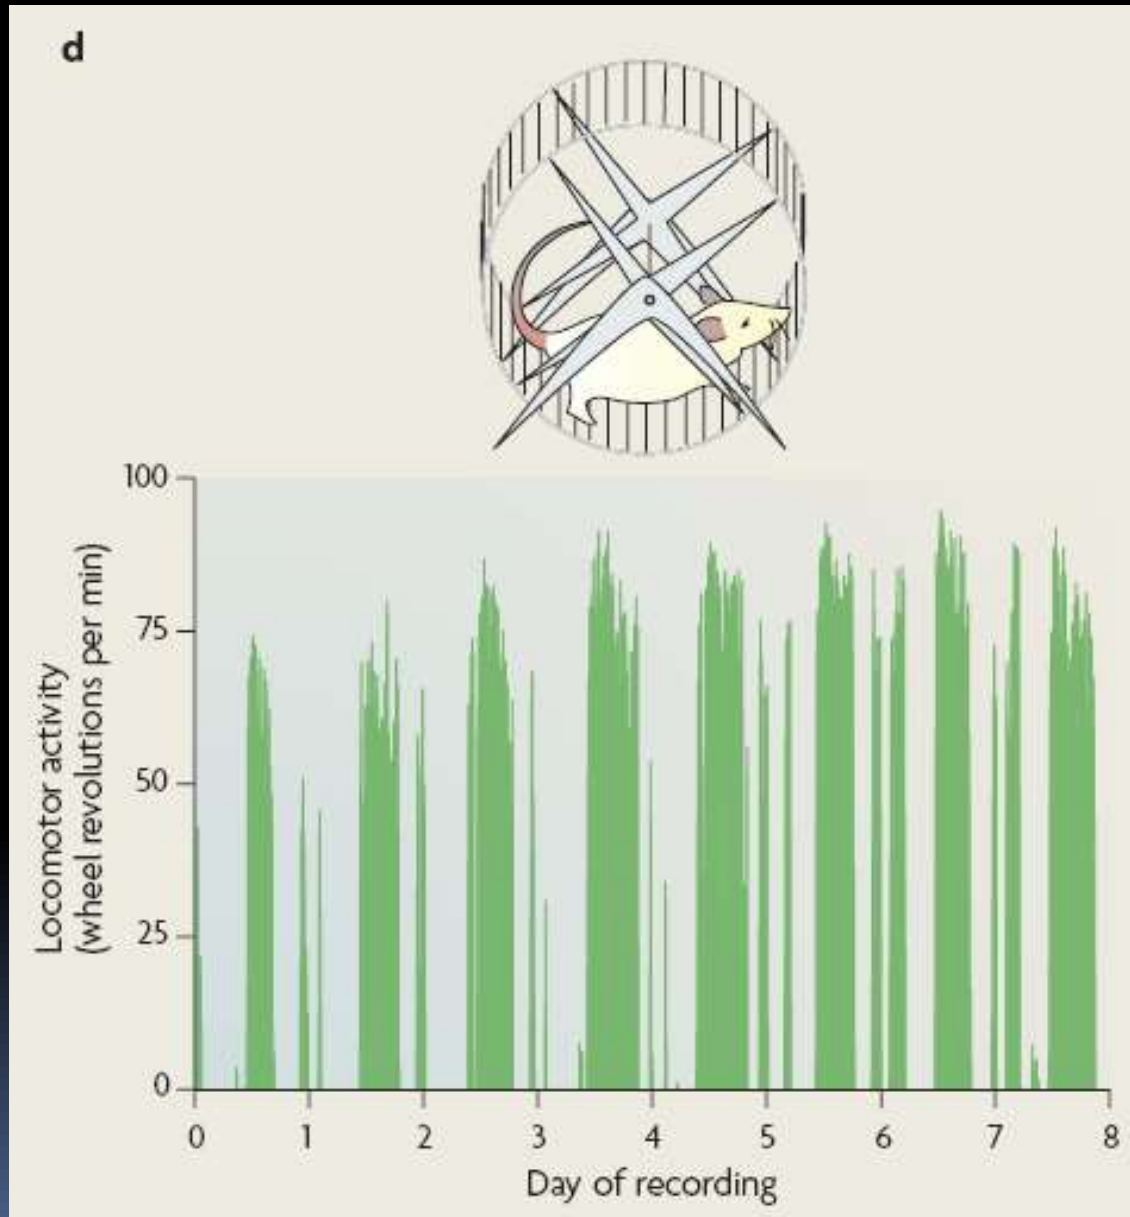 d
100
75
50
25
0
Locomotor activity
(wheel revolutions per min)
0 1 2 3 4 5 6 7 8
Day of recording